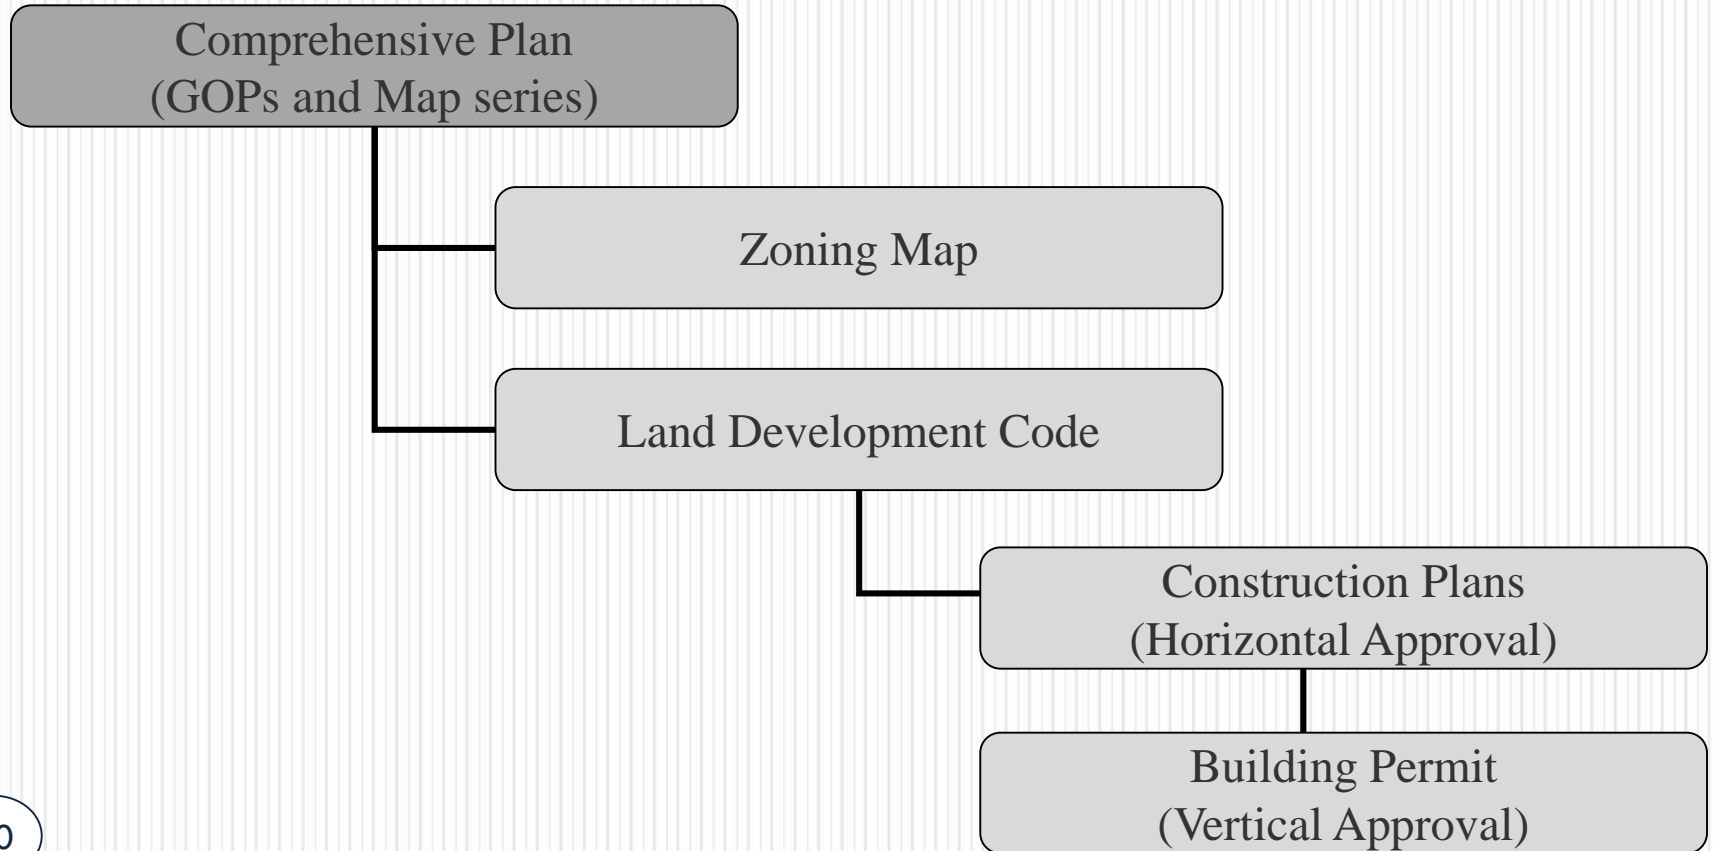 Comprehensive Plan
(GOPs and Map series)
Zoning Map
Land Development Code
Construction Plans
(Horizontal Approval)
Building Permit
(Vertical Approval)